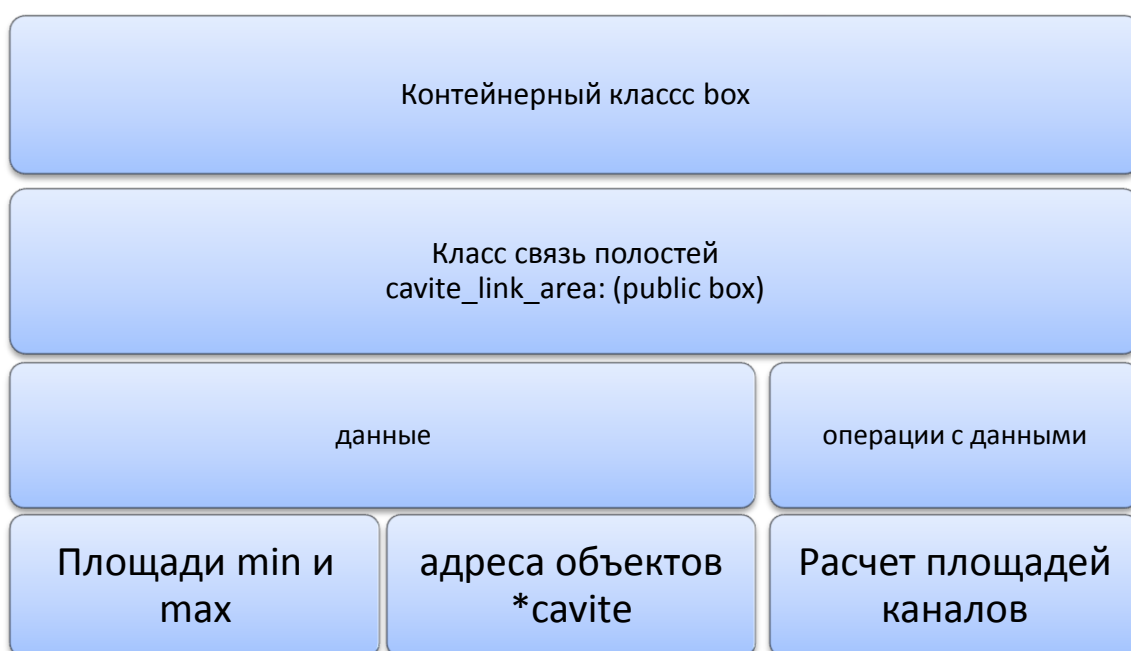 Контейнерный классс box
Класс связь полостей
cavite_link_area: (public box)
данные
операции с данными
Площади min и
max
адреса объектов
*cavite
Расчет площадей
каналов